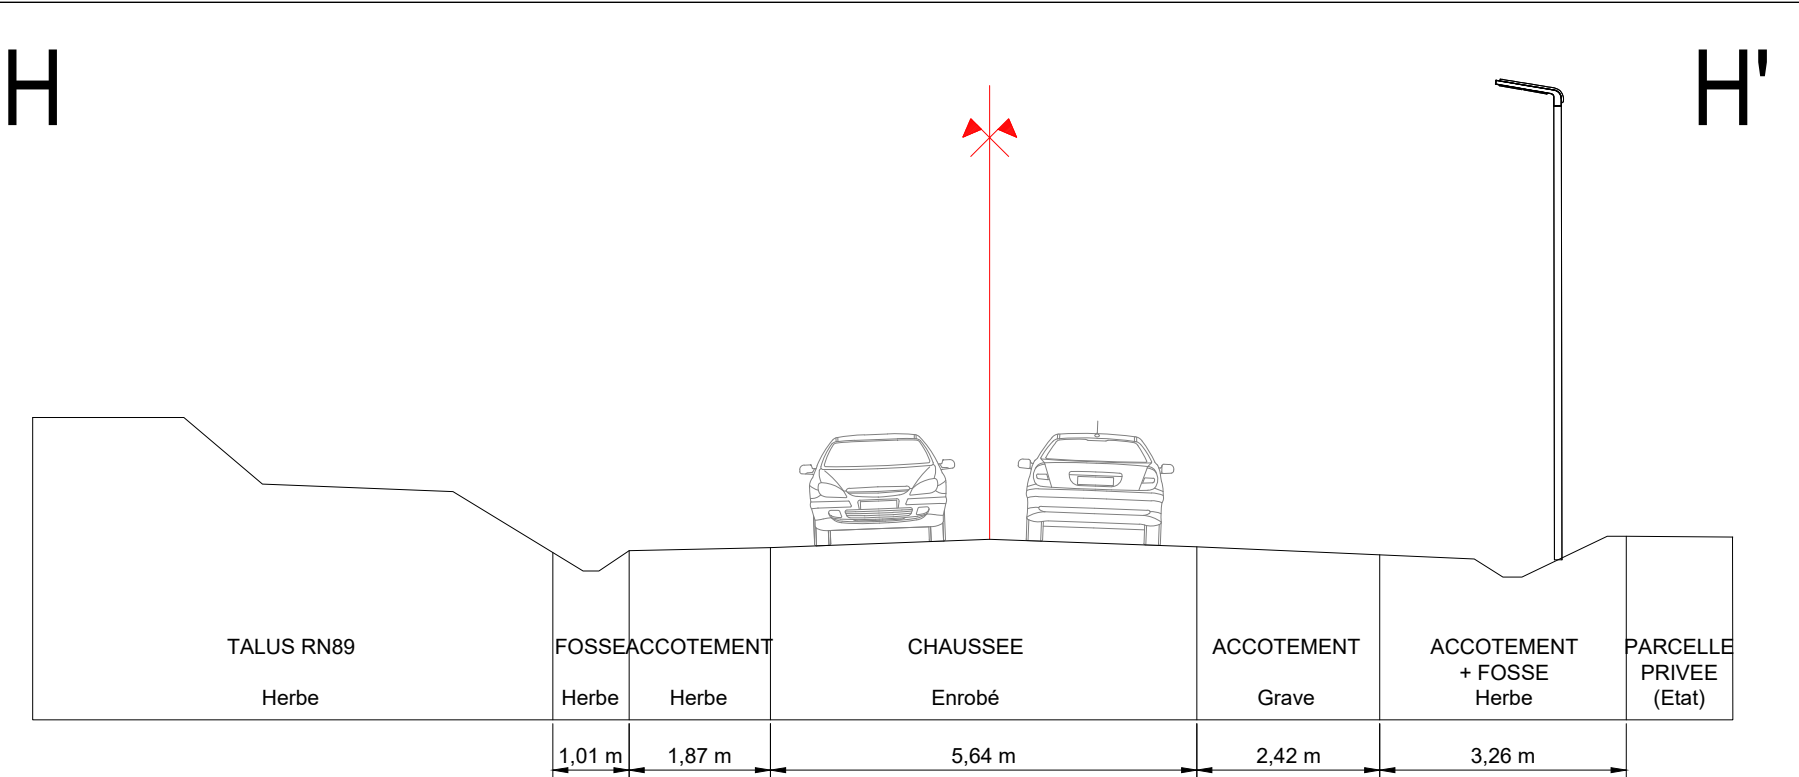 H
H'
TALUS RN89
Herbe
FOSSE
Herbe
ACCOTEMENT
Herbe
CHAUSSEE
Enrobé
ACCOTEMENT
Grave
ACCOTEMENT
+ FOSSE
Herbe
PARCELLE
PRIVEE
(Etat)
1,01 m
1,87 m
5,64 m
2,42 m
3,26 m